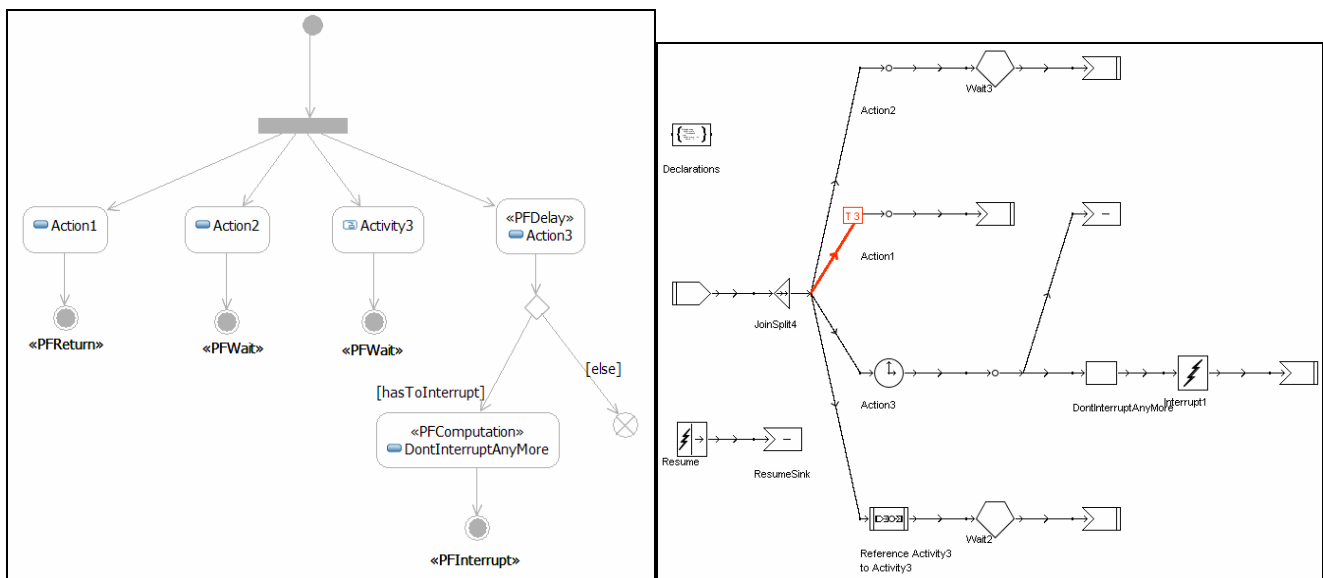 Action1
Action2
Activity3
«PFDelay»
Action3
«PFReturn»
«PFWait»
«PFWait»
[hasToInterrupt]
[else]
«PFComputation»
DontInterruptAnyMore
«PFInterrupt»
Wait3
Action2
Declarations
T 3
Action1
JoinSplit4
Action3
DontInterruptAnyMore
Interrupt1
Resume
ResumeSink
Wait2
Reference Activity3
to Activity3